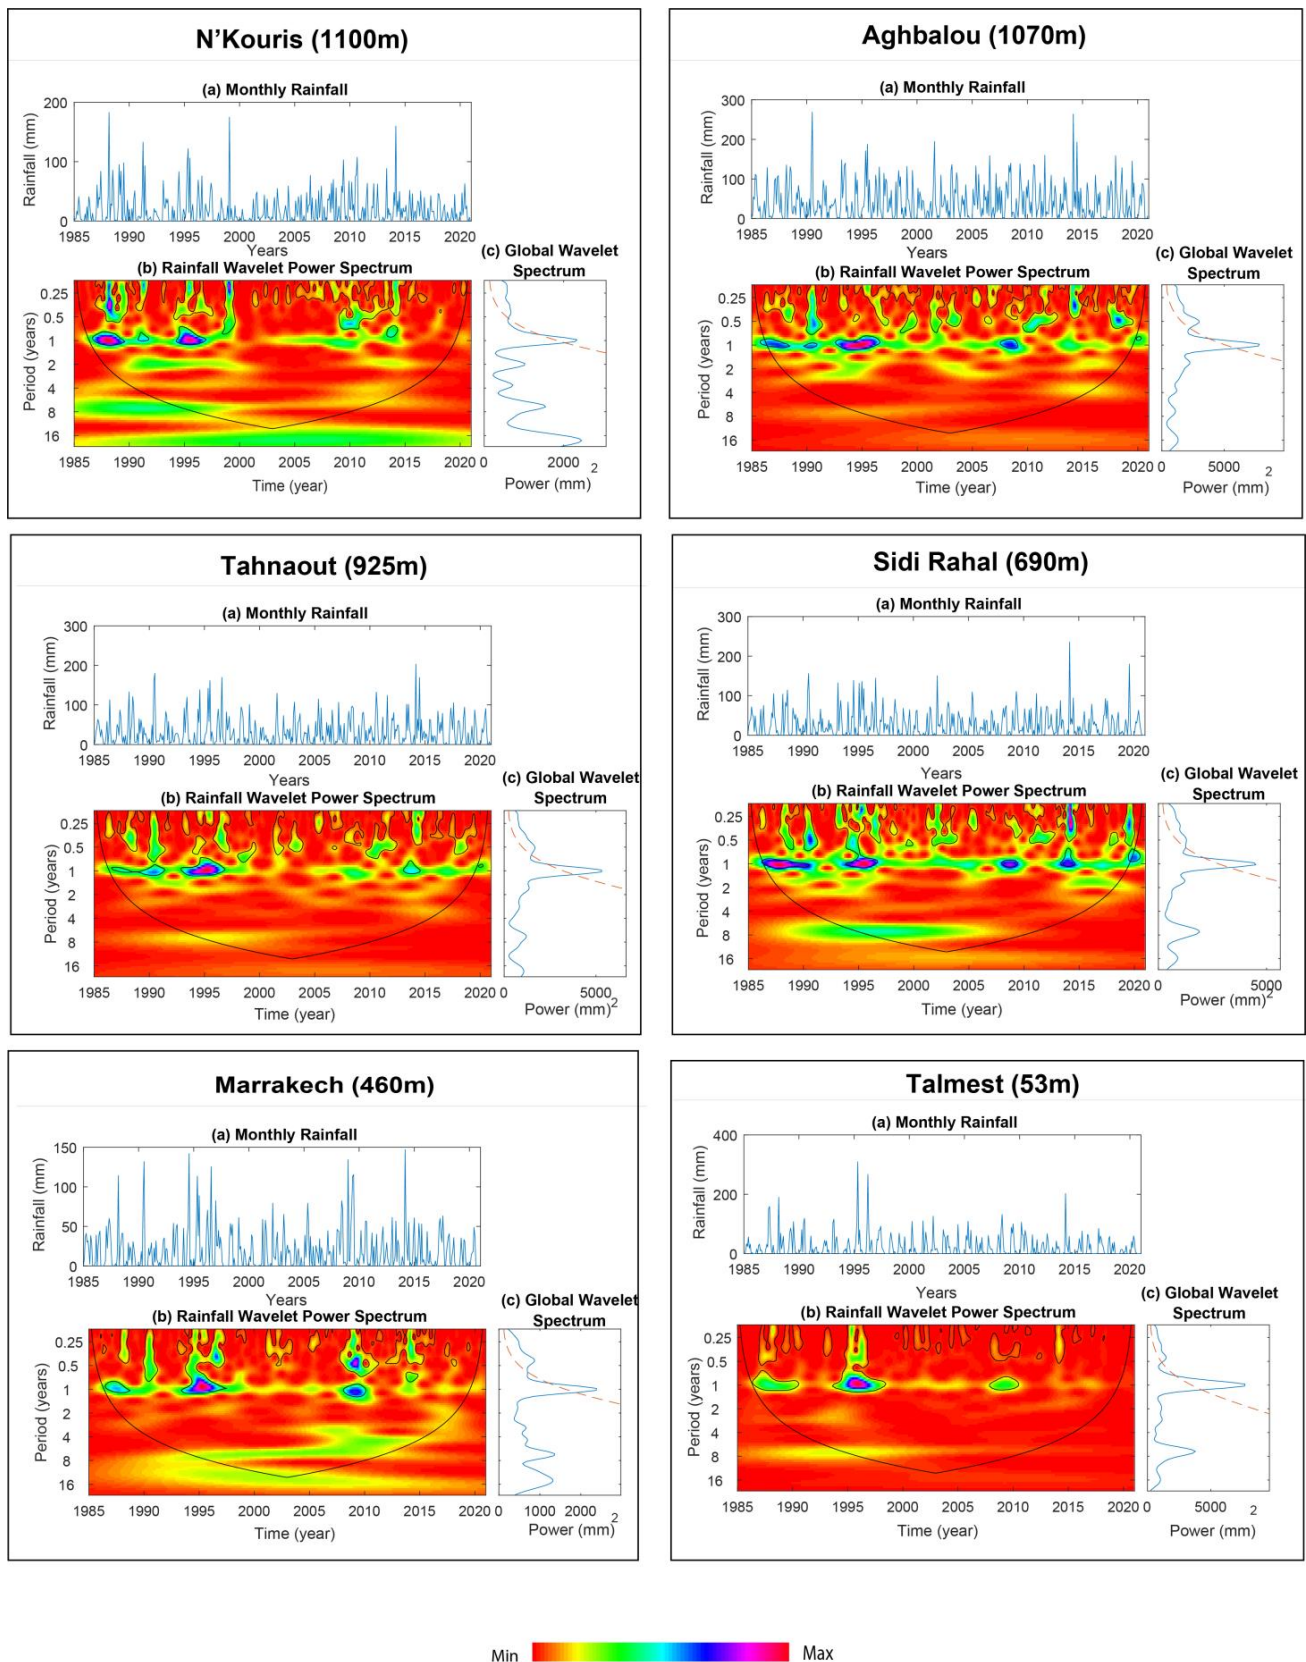 N'Kouris (1100m)
(a) Monthly Rainfall
Rainfall (mm)
200
100
0
1985 1990 1995 2000 2005 2010 2015 2020
Years
(b) Rainfall Wavelet Power Spectrum
Period (years)
0.25
0.5
1
2
4
8
16
1985 1990 1995 2000 2005 2010 2015 2020
Time (year)
(c) Global Wavelet
Spectrum
0 2000
Power (mm)2
Aghbalou (1070m)
(a) Monthly Rainfall
Rainfall (mm)
300
200
100
0
1985 1990 1995 2000 2005 2010 2015 2020
Years
(b) Rainfall Wavelet Power Spectrum
Period (years)
0.25
0.5
1
2
4
8
16
1985 1990 1995 2000 2005 2010 2015 2020
Time (year)
(c) Global Wavelet
Spectrum
0 5000
Power (mm)2
Tahnaout (925m)
(a) Monthly Rainfall
Rainfall (mm)
300
200
100
0
1985 1990 1995 2000 2005 2010 2015 2020
Years
(b) Rainfall Wavelet Power Spectrum
Period (years)
0.25
0.5
1
2
4
8
16
1985 1990 1995 2000 2005 2010 2015 2020
Time (year)
(c) Global Wavelet
Spectrum
0 5000
Power (mm)2
Sidi Rahal (690m)
(a) Monthly Rainfall
Rainfall (mm)
300
200
100
0
1985 1990 1995 2000 2005 2010 2015 2020
Years
(b) Rainfall Wavelet Power Spectrum
Period (years)
0.25
0.5
1
2
4
8
16
1985 1990 1995 2000 2005 2010 2015 2020
Time (year)
(c) Global Wavelet
Spectrum
0 5000
Power (mm)2
Marrakech (460m)
(a) Monthly Rainfall
Rainfall (mm)
150
100
50
0
1985 1990 1995 2000 2005 2010 2015 2020
Years
(b) Rainfall Wavelet Power Spectrum
Period (years)
0.25
0.5
1
2
4
8
16
1985 1990 1995 2000 2005 2010 2015 2020
Time (year)
(c) Global Wavelet
Spectrum
0 1000 2000
Power (mm)2
Talmest (53m)
(a) Monthly Rainfall
Rainfall (mm)
400
200
0
1985 1990 1995 2000 2005 2010 2015 2020
Years
(b) Rainfall Wavelet Power Spectrum
Period (years)
0.25
0.5
1
2
4
8
16
1985 1990 1995 2000 2005 2010 2015 2020
Time (year)
(c) Global Wavelet
Spectrum
0 5000
Power (mm)2
Min Max